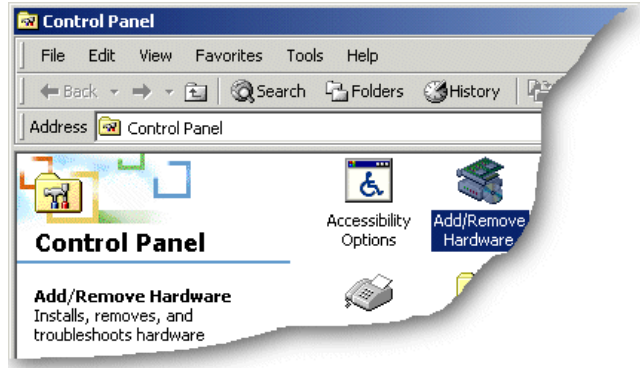 Control Panel
File Edit View Favorites Tools Help
Back Search Folders History
Address Control Panel
Accessibility
Options
Add/Remove
Hardware
Control Panel
Add/Remove Hardware
Installs, removes, and
troubleshoots hardware